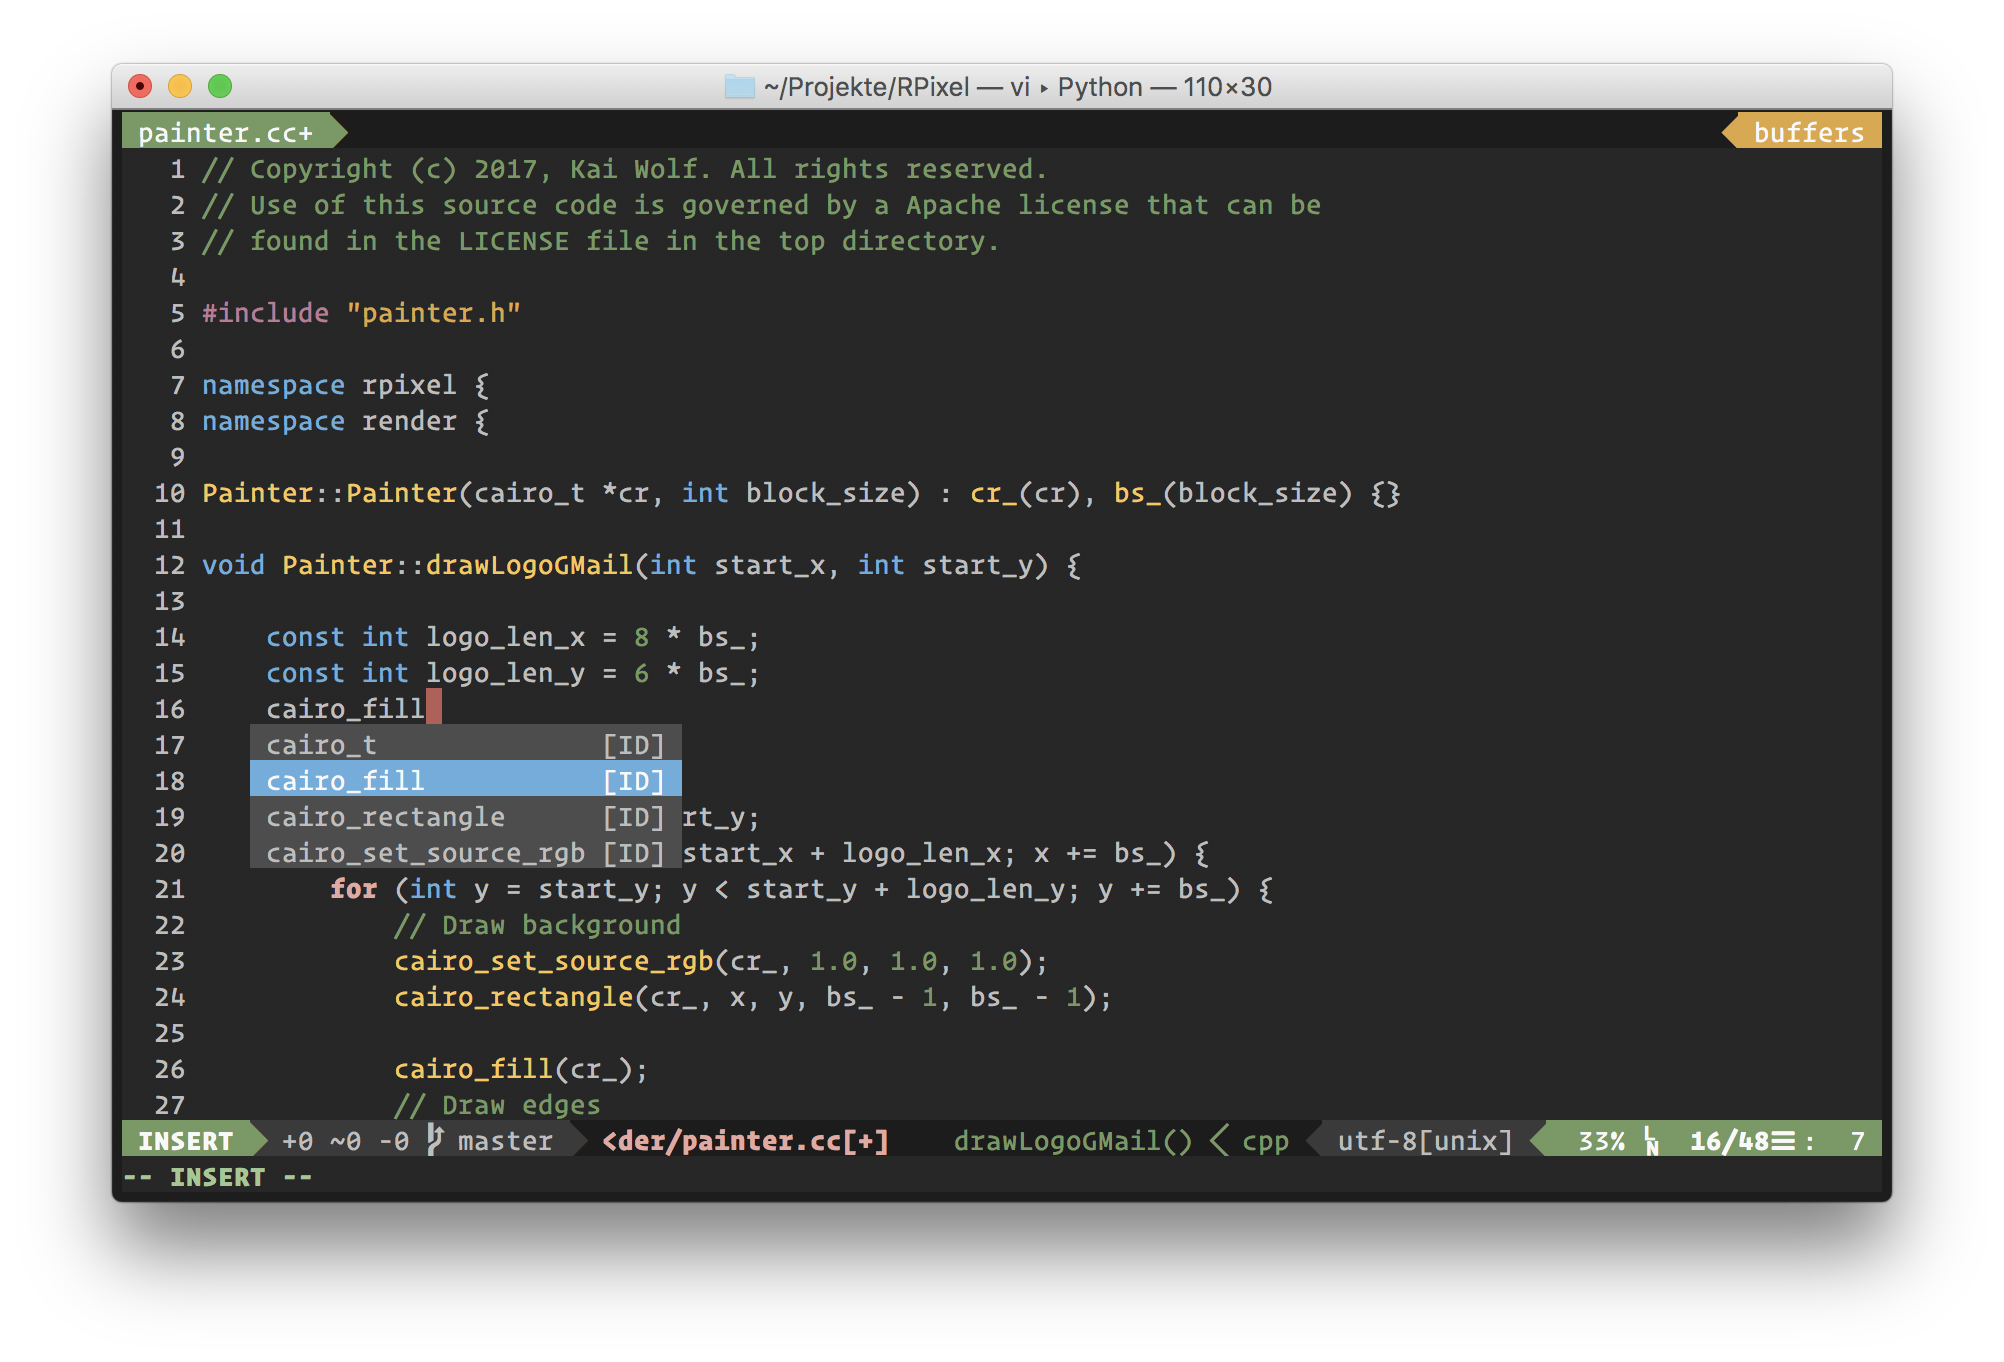 ~/Projekte/RPixel — vi ▸ Python — 110×30
painter.cc+ buffers
1 // Copyright (c) 2017, Kai Wolf. All rights reserved.
2 // Use of this source code is governed by a Apache license that can be
3 // found in the LICENSE file in the top directory.
4
5 #include "painter.h"
6
7 namespace rpixel {
8 namespace render {
9
10 Painter::Painter(cairo_t *cr, int block_size) : cr_(cr), bs_(block_size) {}
11
12 void Painter::drawLogoGMail(int start_x, int start_y) {
13
14     const int logo_len_x = 8 * bs_;
15     const int logo_len_y = 6 * bs_;
16     cairo_fill
17     cairo_t [ID]
18     cairo_fill [ID]
19     cairo_rectangle [ID] rt_y;
20     cairo_set_source_rgb [ID] start_x + logo_len_x; x += bs_) {
21         for (int y = start_y; y < start_y + logo_len_y; y += bs_) {
22             // Draw background
23             cairo_set_source_rgb(cr_, 1.0, 1.0, 1.0);
24             cairo_rectangle(cr_, x, y, bs_ - 1, bs_ - 1);
25
26             cairo_fill(cr_);
27             // Draw edges
INSERT +0 ~0 -0 master <der/painter.cc[+] drawLogoGMail() < cpp utf-8[unix] 33% LN 16/48☰: 7
-- INSERT --